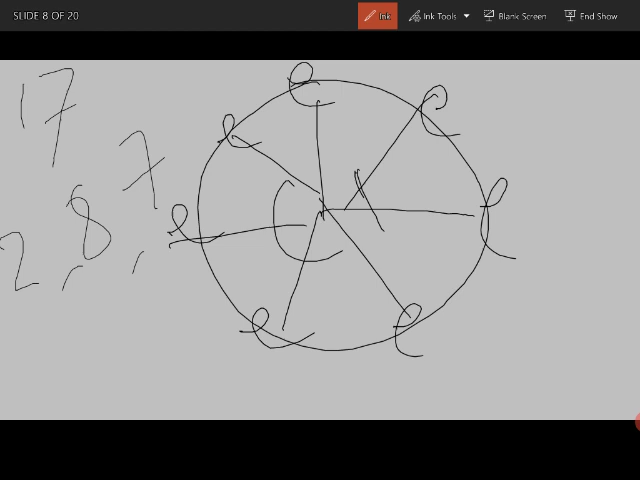 SLIDE 8 OF 20
Ink
Ink Tools
Blank Screen
End Show
17
2, 8, 7
e
e
e
e
e
e
e